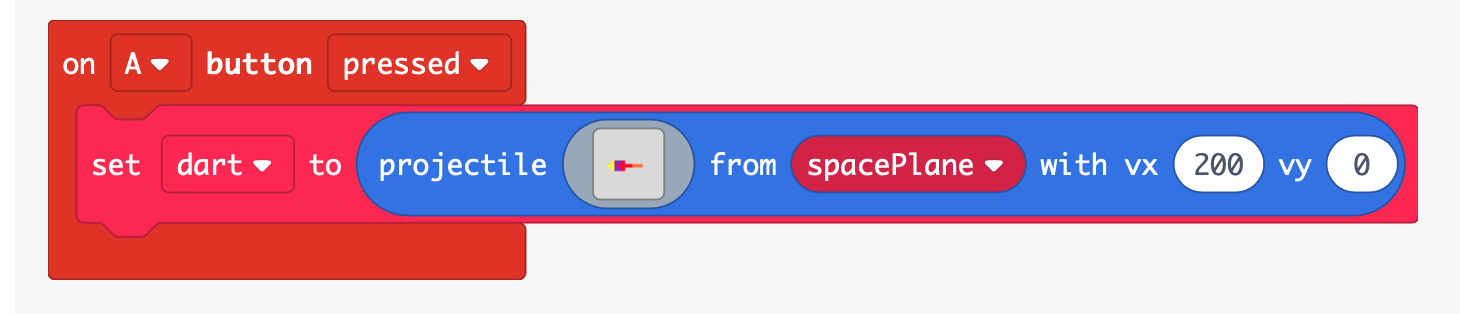 on A button pressed
set dart to projectile from spacePlane with vx 200 vy 0